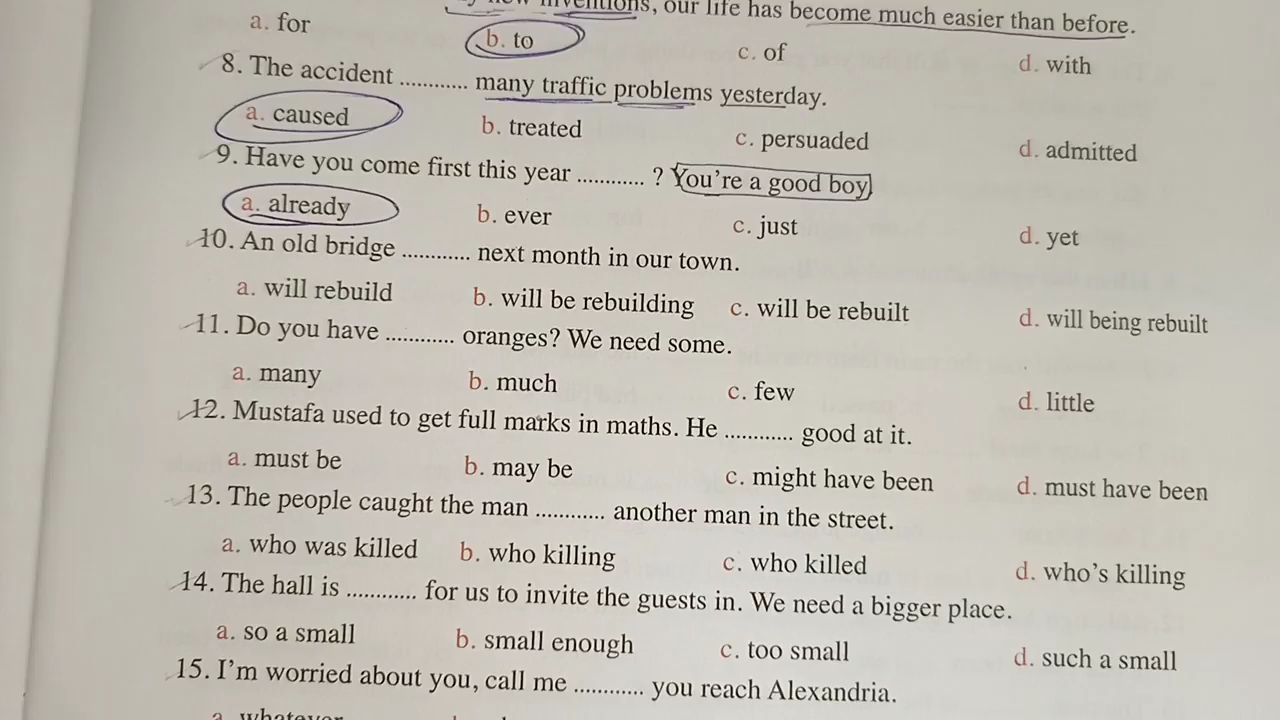 inventions, our life has become much easier than before.
a. for b. to c. of d. with
8. The accident ............ many traffic problems yesterday.
a. caused b. treated c. persuaded d. admitted
9. Have you come first this year ............ ? You're a good boy
a. already b. ever c. just d. yet
10. An old bridge ............ next month in our town.
a. will rebuild b. will be rebuilding c. will be rebuilt d. will being rebuilt
11. Do you have ............ oranges? We need some.
a. many b. much c. few d. little
12. Mustafa used to get full marks in maths. He ............ good at it.
a. must be b. may be c. might have been d. must have been
13. The people caught the man ............ another man in the street.
a. who was killed b. who killing c. who killed d. who's killing
14. The hall is ............ for us to invite the guests in. We need a bigger place.
a. so a small b. small enough c. too small d. such a small
15. I'm worried about you, call me ............ you reach Alexandria.
a. whatever